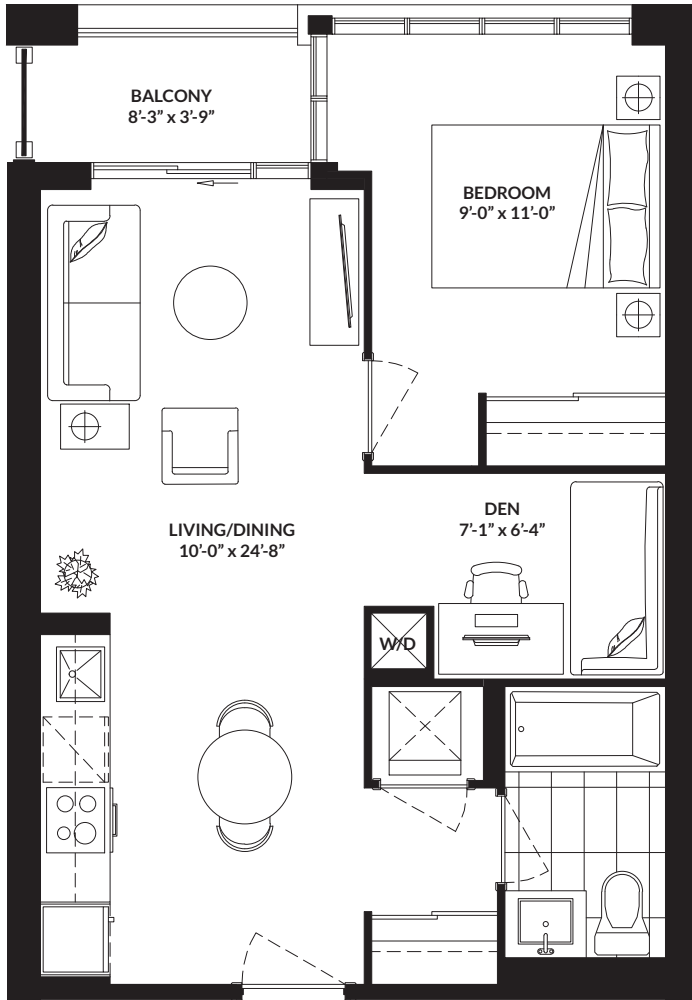 BALCONY
8’-3” x 3’-9”
BEDROOM
9’-0” x 11’-0”
LIVING/DINING
10’-0” x 24’-8”
DEN
7’-1” x 6’-4”
W/D